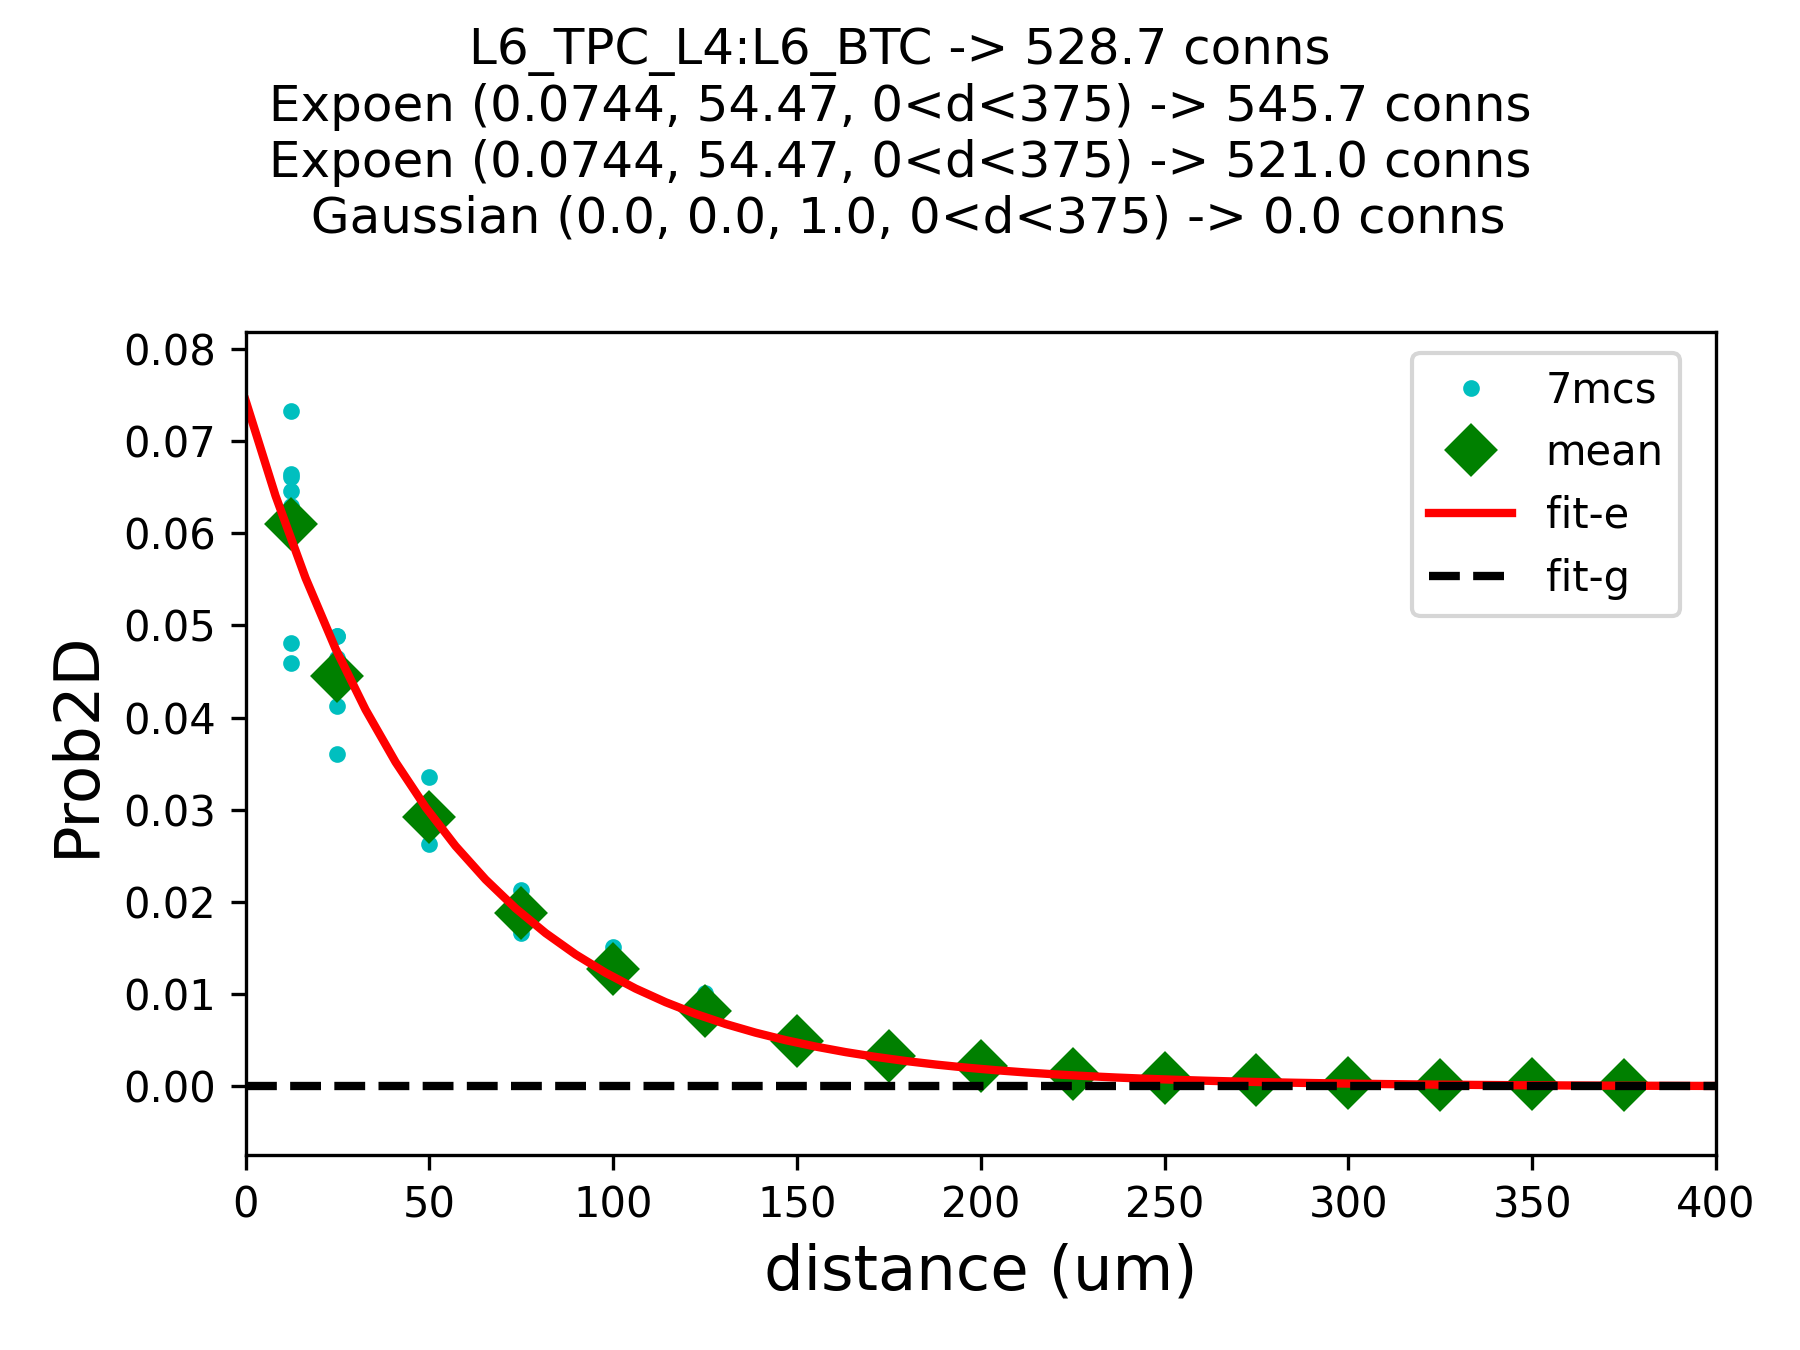 L6_TPC_L4:L6_BTC -> 528.7 conns
Expoen (0.0744, 54.47, 0<d<375) -> 545.7 conns
Expoen (0.0744, 54.47, 0<d<375) -> 521.0 conns
Gaussian (0.0, 0.0, 1.0, 0<d<375) -> 0.0 conns
0.08
0.07
0.06
0.05
0.04
0.03
0.02
0.01
0.00
Prob2D
7mcs
mean
fit-e
fit-g
0 50 100 150 200 250 300 350 400
distance (um)